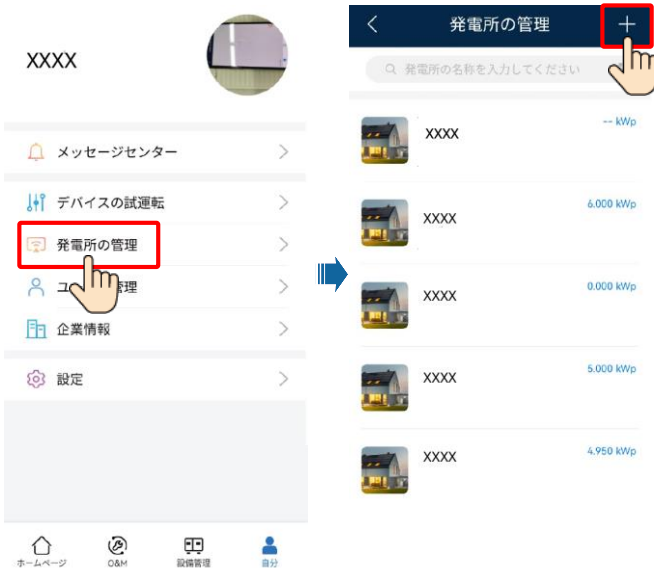 XXXX
メッセージセンター
デバイスの試運転
発電所の管理
管理
企業情報
設定
ホームページ
O&M
設備管理
自分
発電所の管理
発電所の名称を入力してください
XXXX
-- kWp
XXXX
6.000 kWp
XXXX
0.000 kWp
XXXX
5.000 kWp
XXXX
4.950 kWp